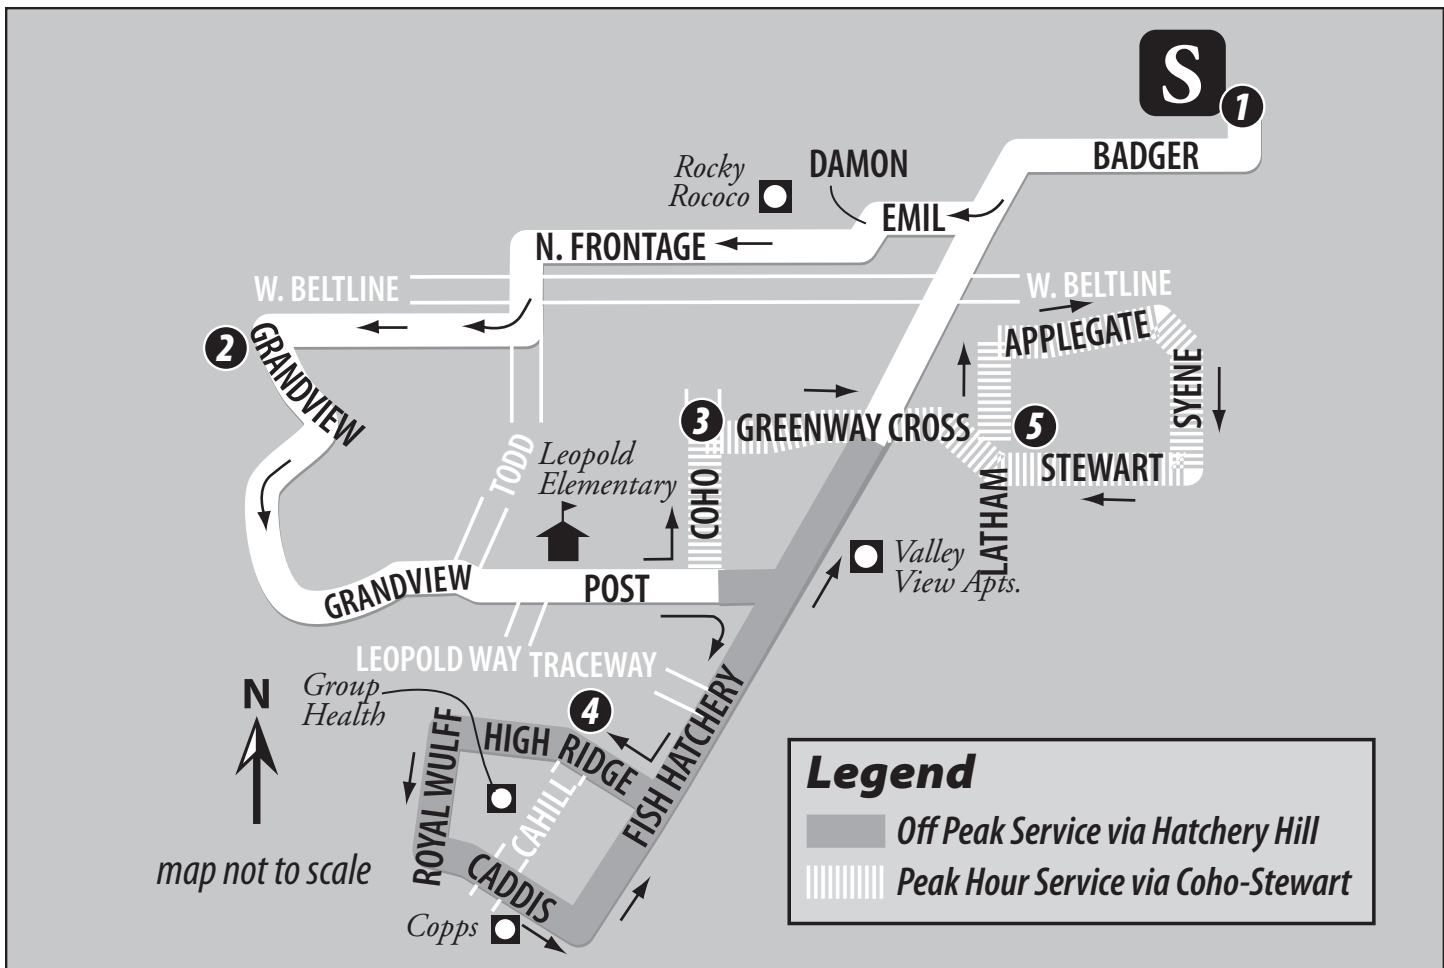 S
1
BADGER
Rocky
Rococo
DAMON
EMIL
N. FRONTAGE
W. BELTLINE
W. BELTLINE
2
GRANDVIEW
APPLEGATE
SYENE
3
GREENWAY CROSS
5
STEWART
LATHAM
TODD
Leopold
Elementary
COHO
Valley
View Apts.
GRANDVIEW
POST
LEOPOLD WAY
TRACEWAY
N
Group
Health
4
HIGH RIDGE
ROYAL WULFF
CAHILL
FISH HATCHERY
CADDIS
Copps
map not to scale
Legend
Off Peak Service via Hatchery Hill
Peak Hour Service via Coho-Stewart